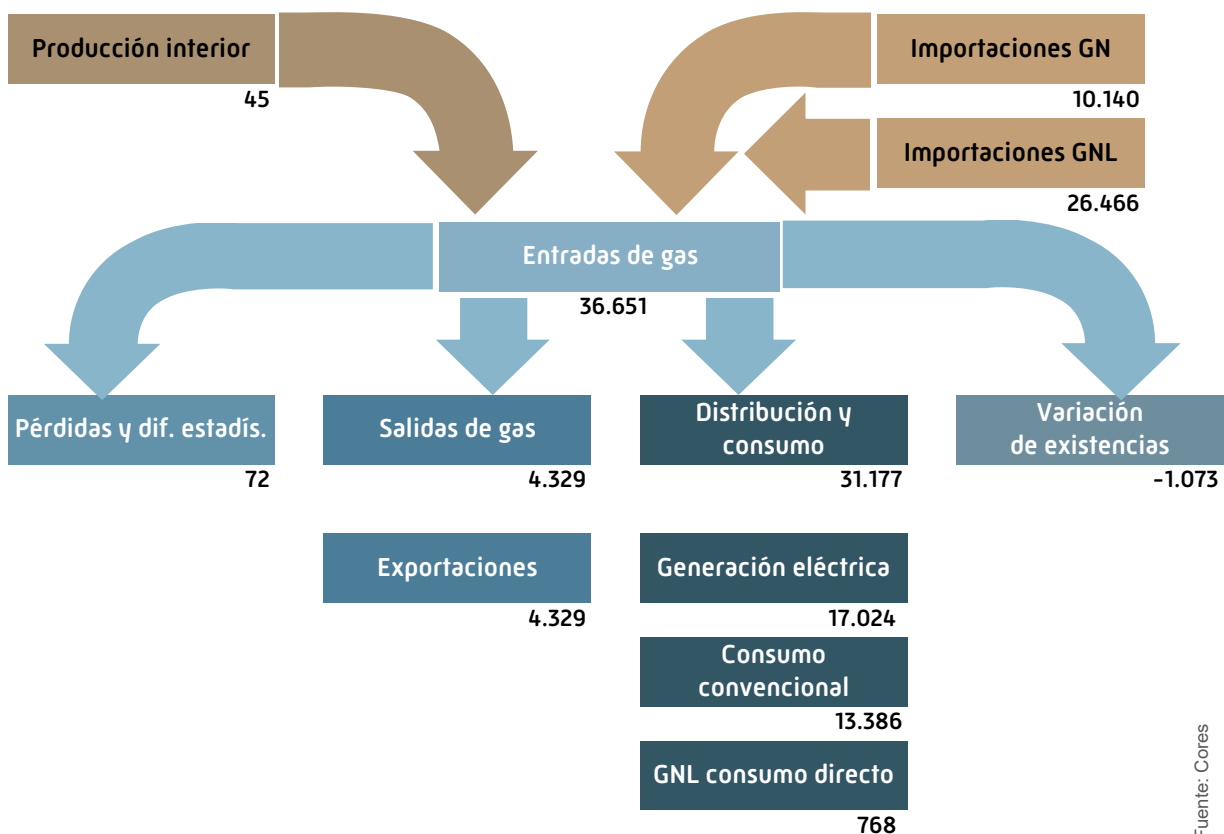 Producción interior
45
Importaciones GN
10.140
Importaciones GNL
26.466
Entradas de gas
36.651
Pérdidas y dif. estadís.
72
Salidas de gas
4.329
Distribución y
consumo
31.177
Variación
de existencias
-1.073
Exportaciones
4.329
Generación eléctrica
17.024
Consumo
convencional
13.386
GNL consumo directo
768
Fuente: Cores